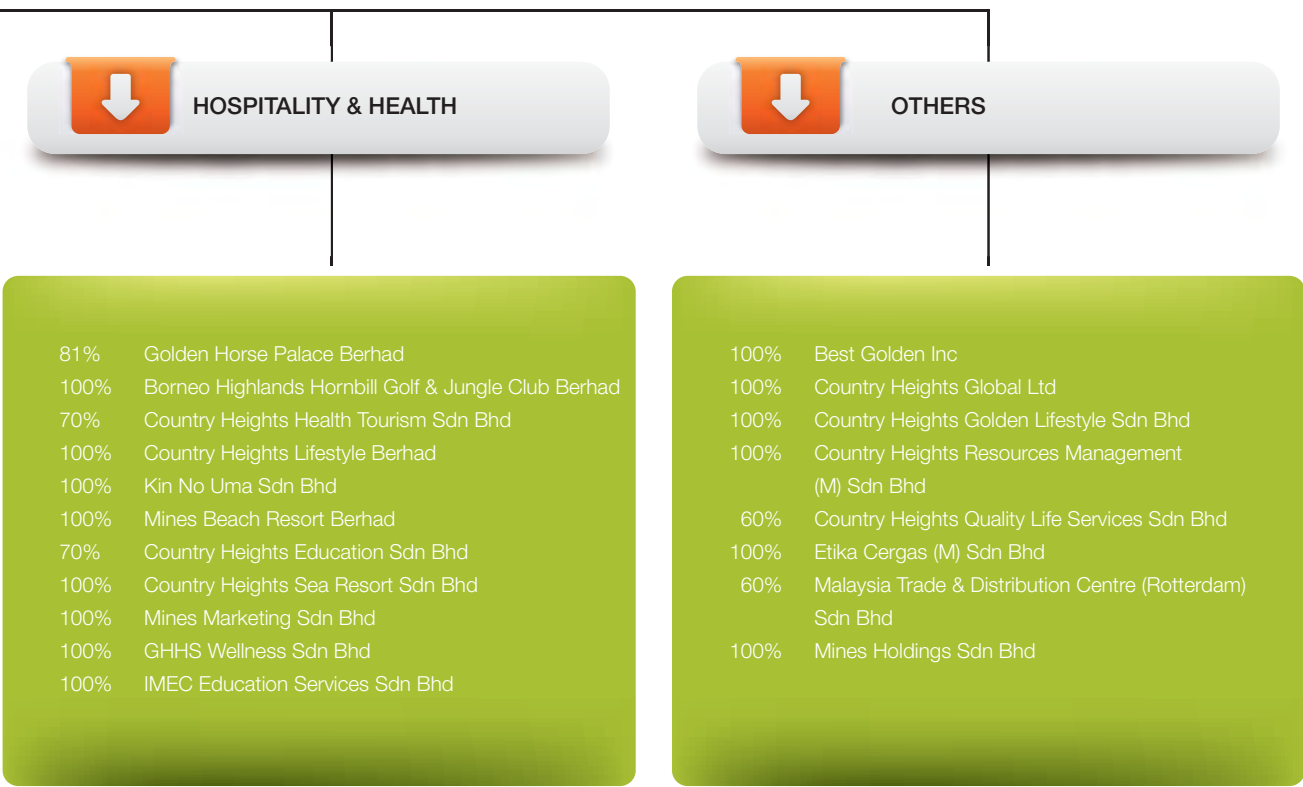 HOSPITALITY & HEALTH
81% Golden Horse Palace Berhad
100% Borneo Highlands Hornbill Golf & Jungle Club Berhad
70% Country Heights Health Tourism Sdn Bhd
100% Country Heights Lifestyle Berhad
100% Kin No Uma Sdn Bhd
100% Mines Beach Resort Berhad
70% Country Heights Education Sdn Bhd
100% Country Heights Sea Resort Sdn Bhd
100% Mines Marketing Sdn Bhd
100% GHHS Wellness Sdn Bhd
100% IMEC Education Services Sdn Bhd
OTHERS
100% Best Golden Inc
100% Country Heights Global Ltd
100% Country Heights Golden Lifestyle Sdn Bhd
100% Country Heights Resources Management
(M) Sdn Bhd
60% Country Heights Quality Life Services Sdn Bhd
100% Etika Cergas (M) Sdn Bhd
60% Malaysia Trade & Distribution Centre (Rotterdam)
Sdn Bhd
100% Mines Holdings Sdn Bhd